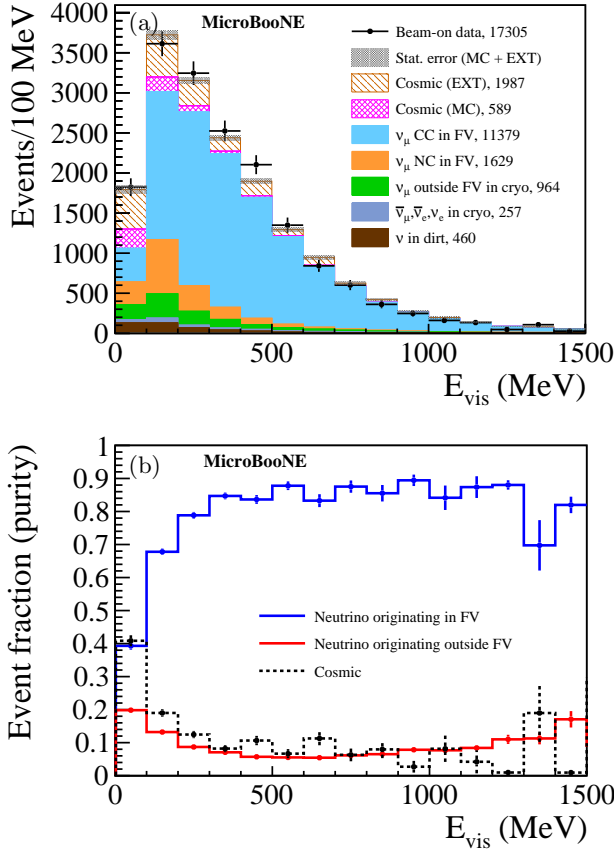 (a)
MicroBooNE
Events/100 MeV
4000
3500
3000
2500
2000
1500
1000
500
0
Beam-on data, 17305
Stat. error (MC + EXT)
Cosmic (EXT), 1987
Cosmic (MC), 589
νμ CC in FV, 11379
νμ NC in FV, 1629
νμ outside FV in cryo, 964
ν̅μ,ν̅e,νe in cryo, 257
ν in dirt, 460
0 500 1000 1500
Evis (MeV)
(b)
MicroBooNE
Event fraction (purity)
1
0.9
0.8
0.7
0.6
0.5
0.4
0.3
0.2
0.1
0
Neutrino originating in FV
Neutrino originating outside FV
Cosmic
0 500 1000 1500
Evis (MeV)